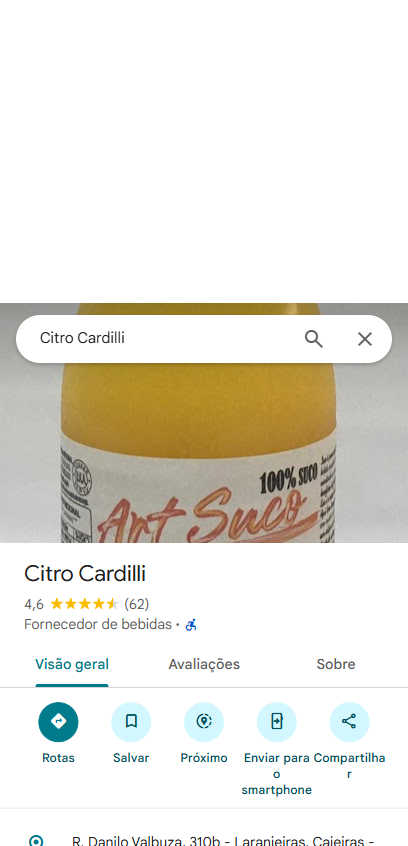 Citro Cardilli
100% SUCO
Art Suco
Citro Cardilli
4,6 (62)
Fornecedor de bebidas ·
Visão geral Avaliações Sobre
Rotas Salvar Próximo Enviar para o smartphone Compartilhar
R. Danilo Valbuza, 310b - Laranjeiras, Caieiras -